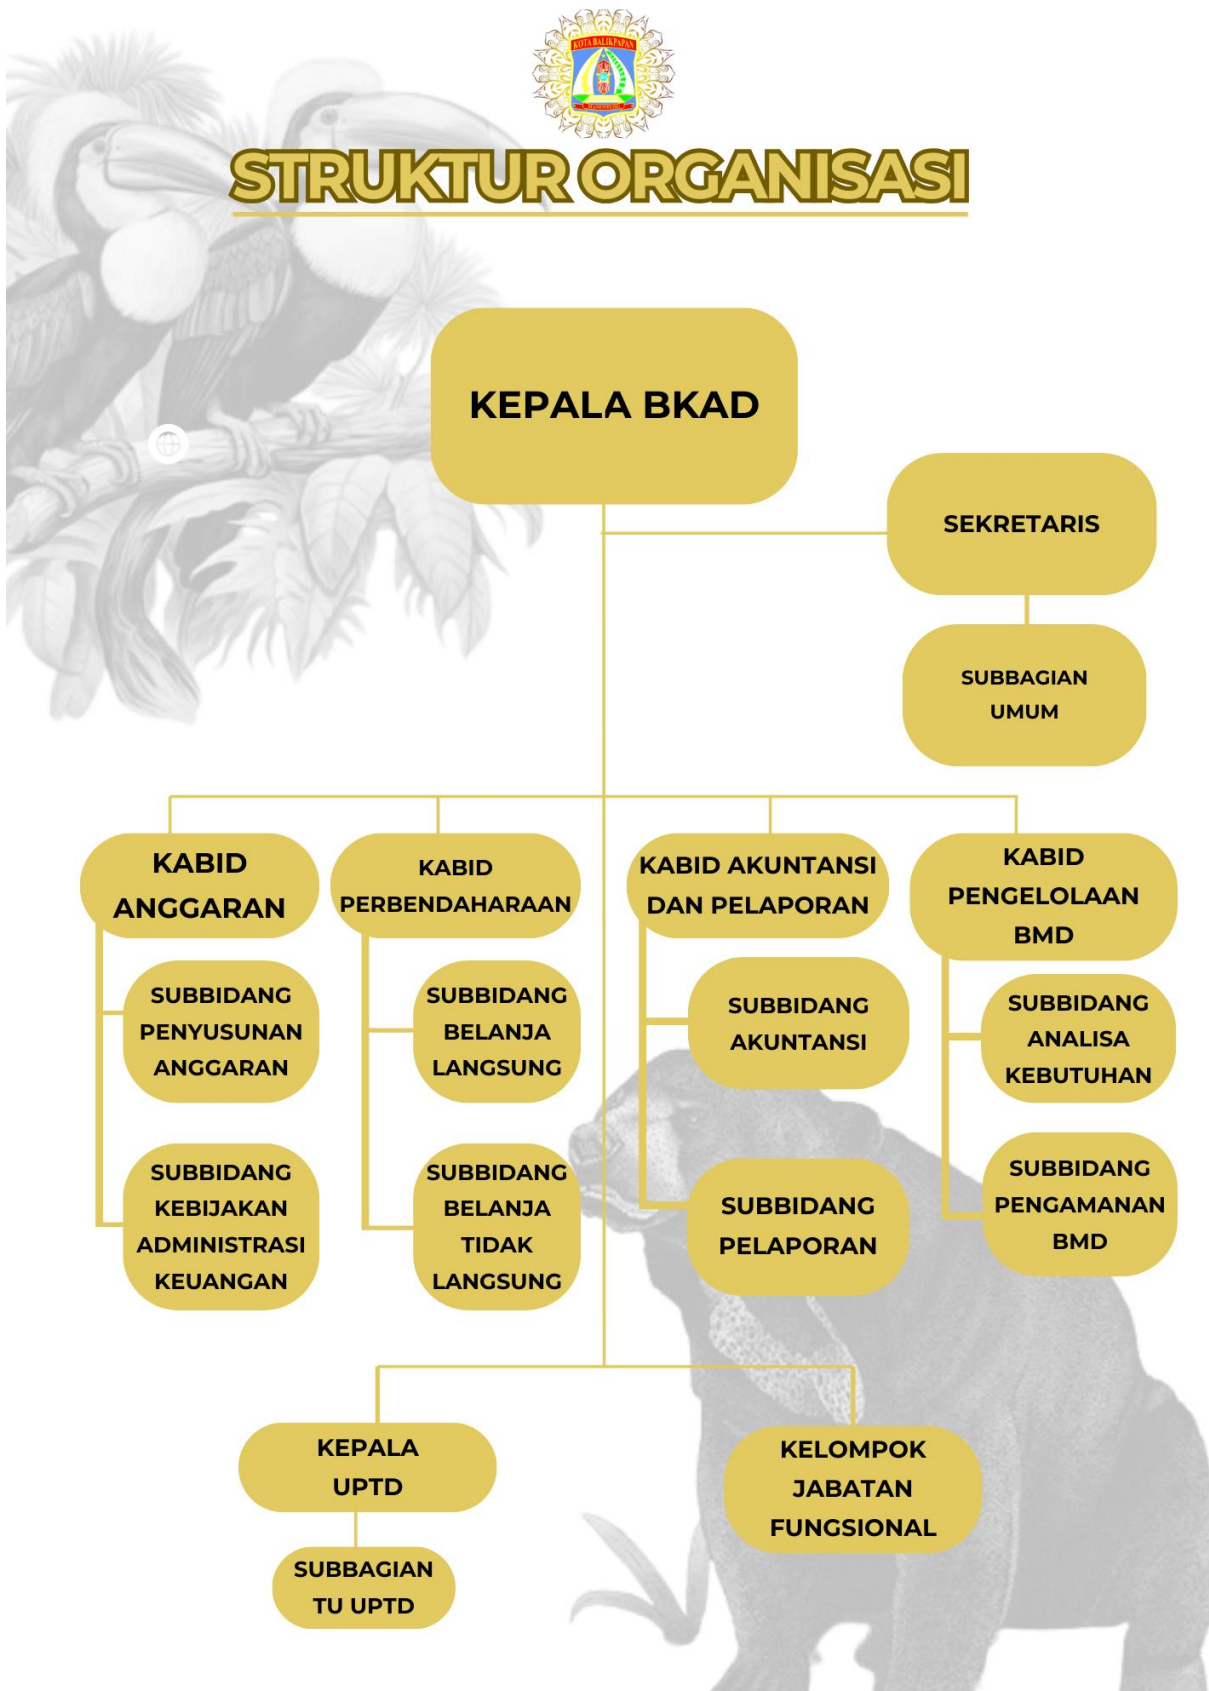 KOTA BALIKPAPAN
STRUKTUR ORGANISASI
KEPALA BKAD
SEKRETARIS
SUBBAGIAN
UMUM
KABID
ANGGARAN
SUBBIDANG
PENYUSUNAN
ANGGARAN
SUBBIDANG
KEBIJAKAN
ADMINISTRASI
KEUANGAN
KABID
PERBENDAHARAAN
SUBBIDANG
BELANJA
LANGSUNG
SUBBIDANG
BELANJA
TIDAK
LANGSUNG
KABID AKUNTANSI
DAN PELAPORAN
SUBBIDANG
AKUNTANSI
SUBBIDANG
PELAPORAN
KABID
PENGELOLAAN
BMD
SUBBIDANG
ANALISA
KEBUTUHAN
SUBBIDANG
PENGAMANAN
BMD
KEPALA
UPTD
SUBBAGIAN
TU UPTD
KELOMPOK
JABATAN
FUNGSIONAL